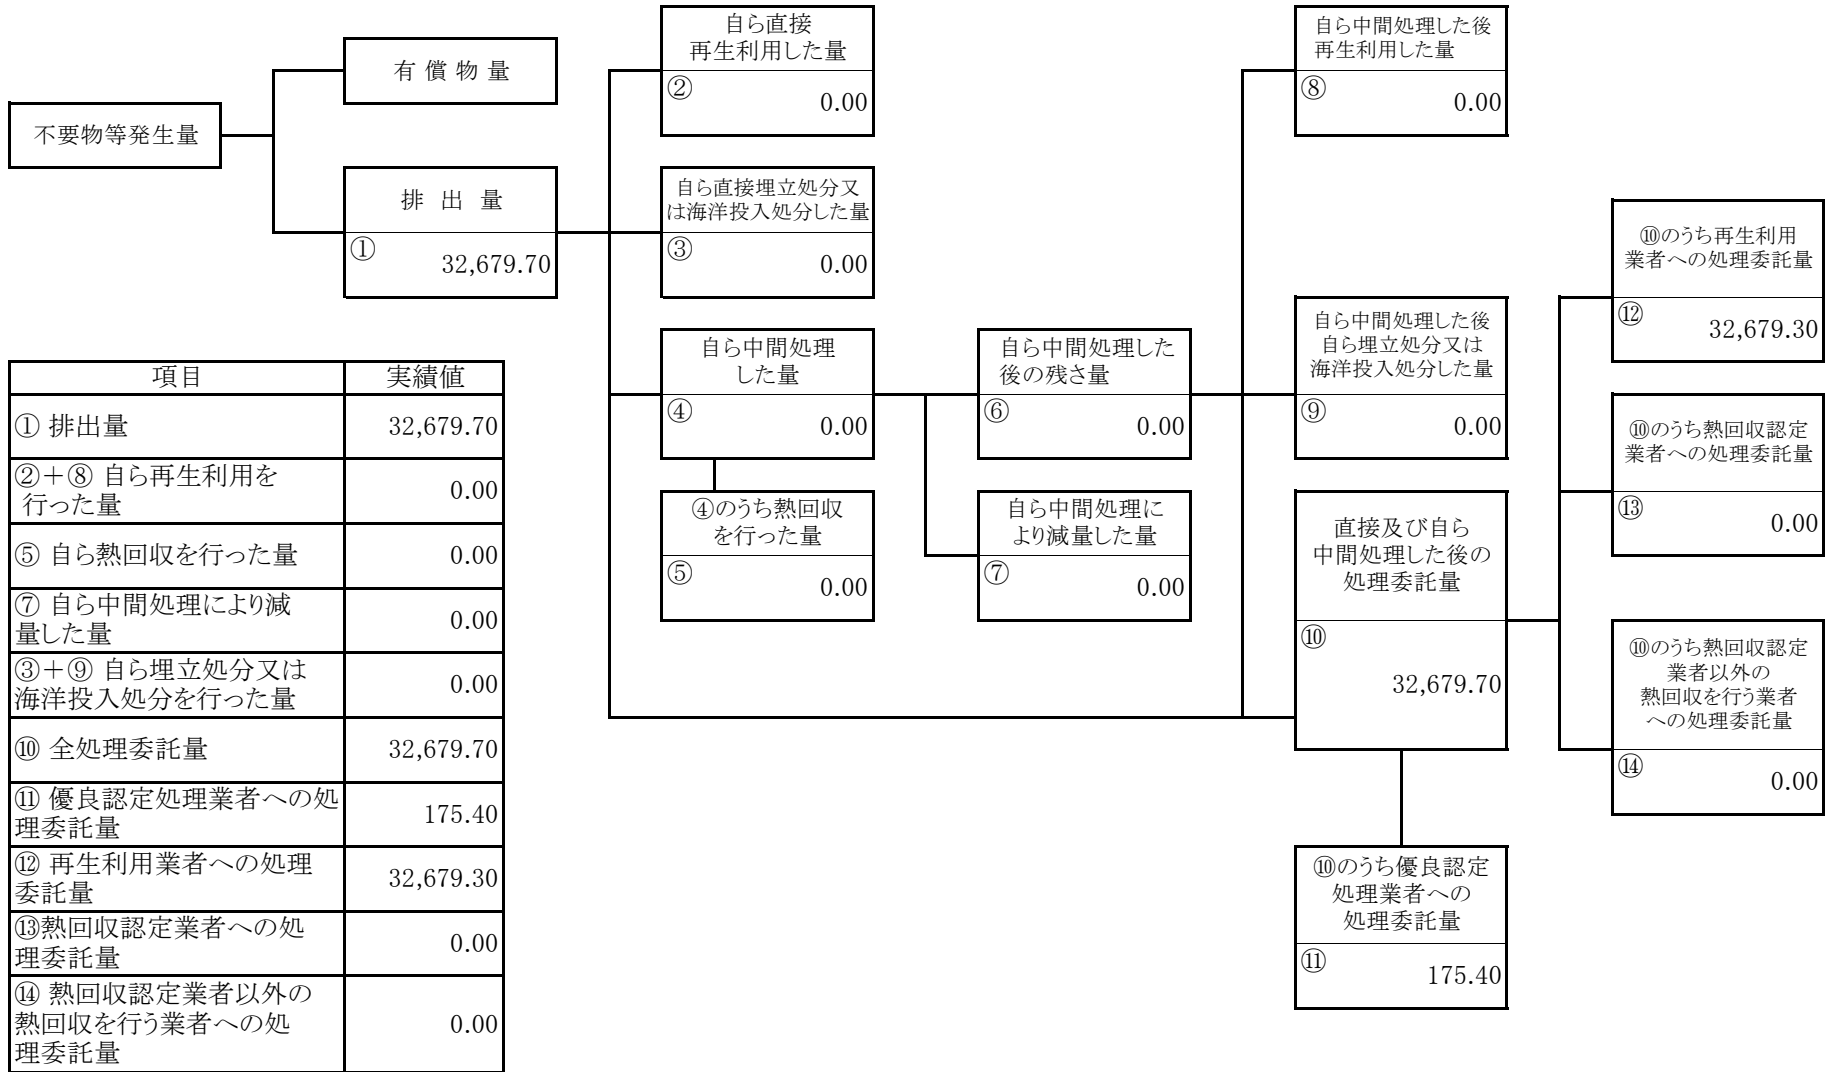 不要物等発生量
有 償 物 量
排 出 量
①
32,679.70
自ら直接
再生利用した量
②
0.00
自ら直接埋立処分又
は海洋投入処分した量
③
0.00
自ら中間処理
した量
④
0.00
④のうち熱回収
を行った量
⑤
0.00
自ら中間処理した
後の残さ量
⑥
0.00
自ら中間処理に
より減量した量
⑦
0.00
自ら中間処理した後
再生利用した量
⑧
0.00
自ら中間処理した後
自ら埋立処分又は
海洋投入処分した量
⑨
0.00
直接及び自ら
中間処理した後の
処理委託量
⑩
32,679.70
⑩のうち優良認定
処理業者への
処理委託量
⑪
175.40
⑩のうち再生利用
業者への処理委託量
⑫
32,679.30
⑩のうち熱回収認定
業者への処理委託量
⑬
0.00
⑩のうち熱回収認定
業者以外の
熱回収を行う業者
への処理委託量
⑭
0.00
項目 実績値
① 排出量 32,679.70
②+⑧ 自ら再生利用を
行った量 0.00
⑤ 自ら熱回収を行った量 0.00
⑦ 自ら中間処理により減
量した量 0.00
③+⑨ 自ら埋立処分又は
海洋投入処分を行った量 0.00
⑩ 全処理委託量 32,679.70
⑪ 優良認定処理業者への処
理委託量 175.40
⑫ 再生利用業者への処理
委託量 32,679.30
⑬熱回収認定業者への処
理委託量 0.00
⑭ 熱回収認定業者以外の
熱回収を行う業者への処
理委託量 0.00